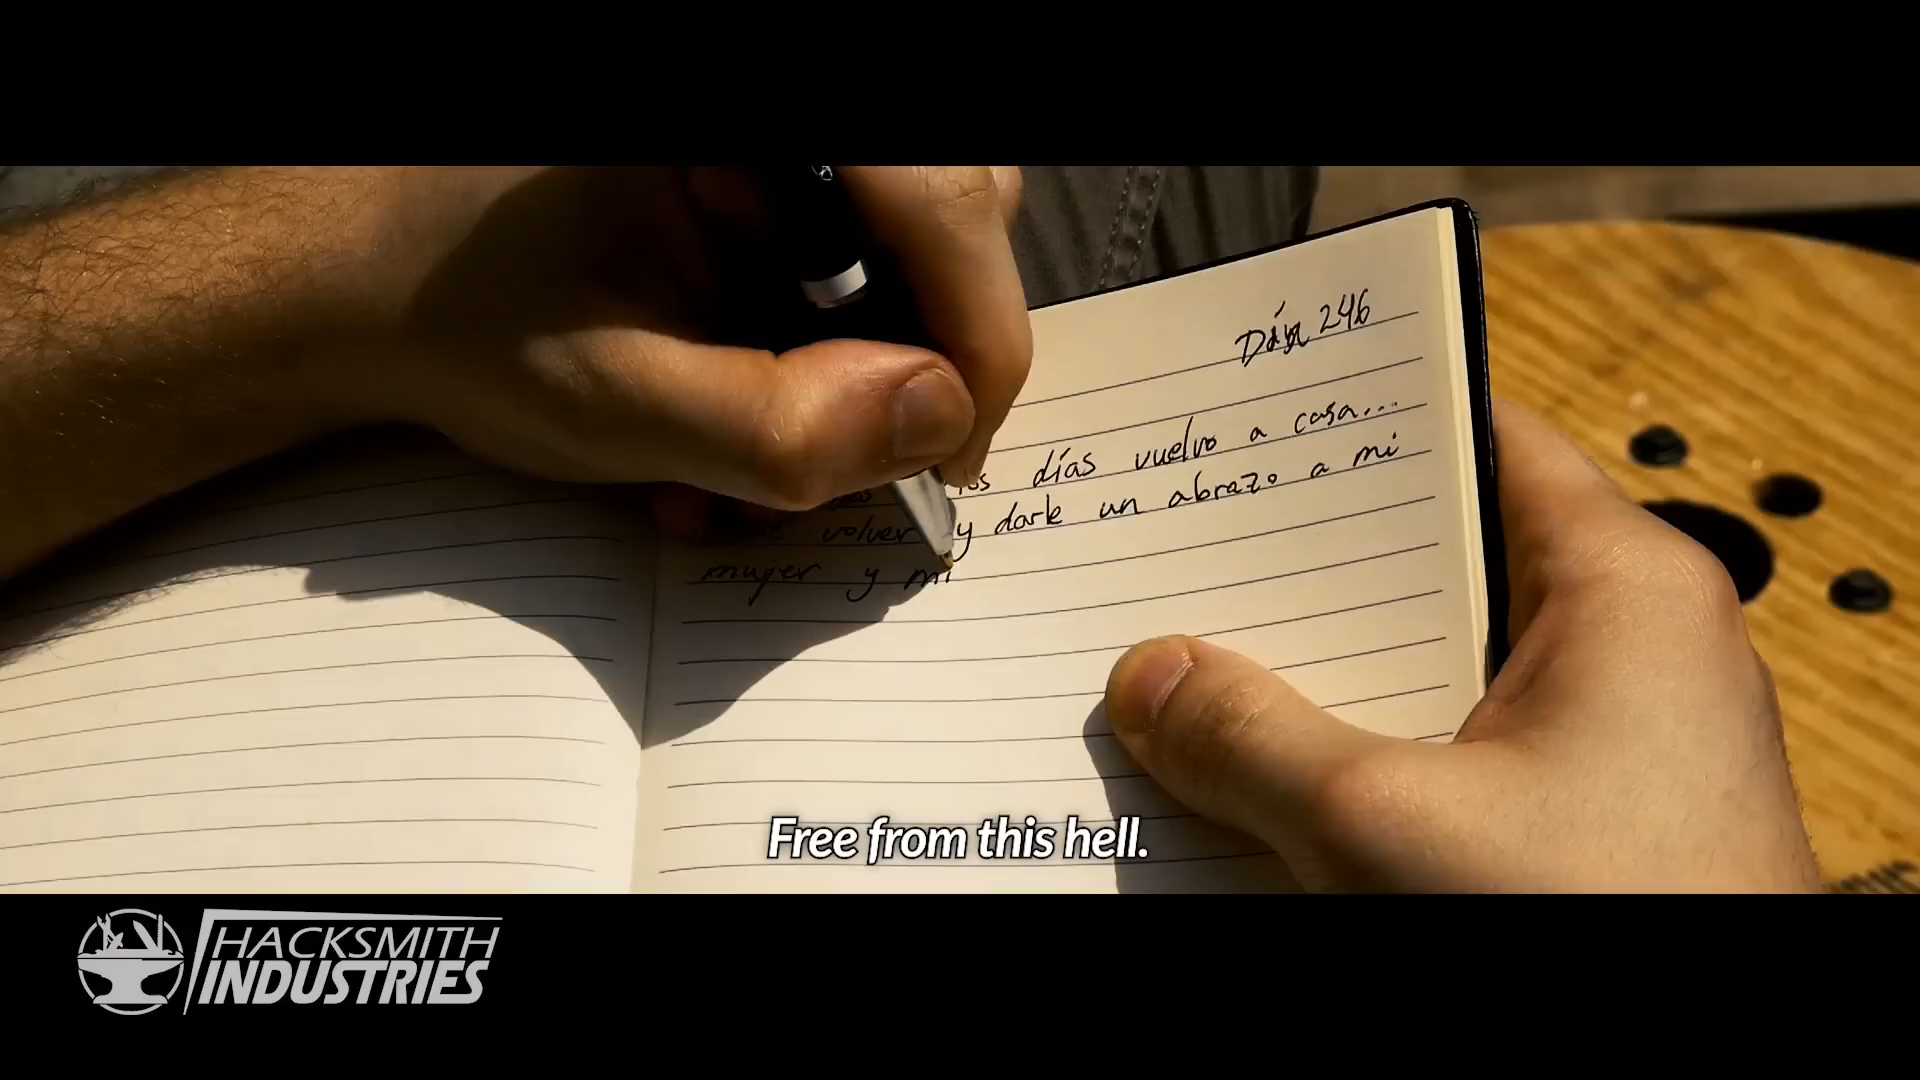 Día 246
días vuelvo a casa...
volver y darle un abrazo a mi
mujer y mi
Free from this hell.
HACKSMITH
INDUSTRIES